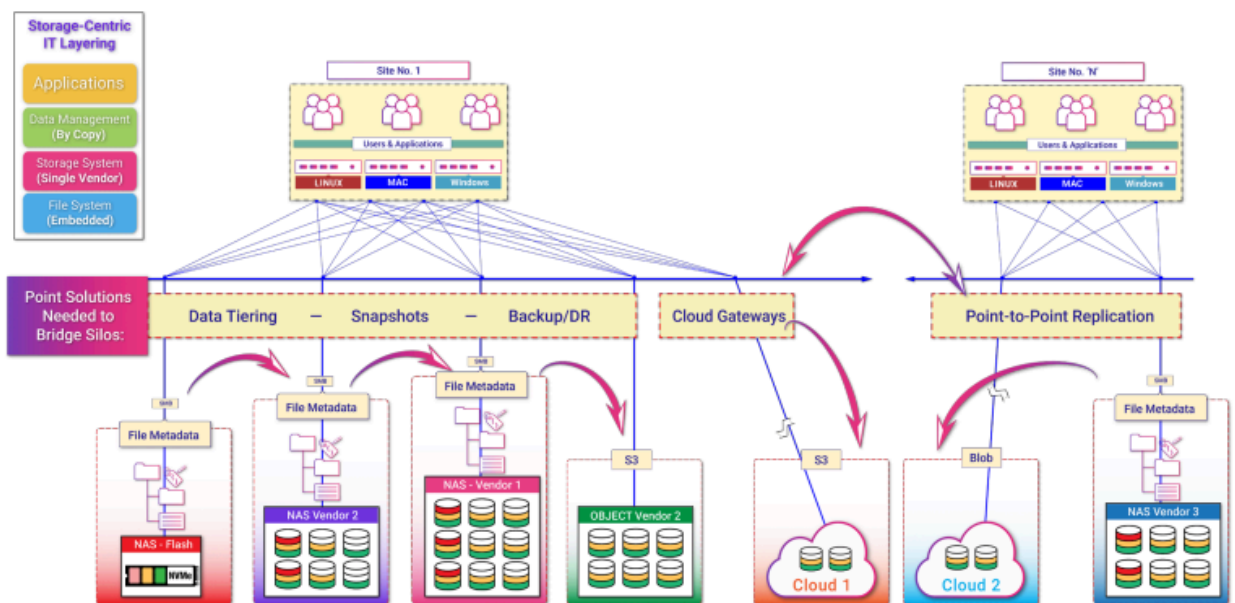 Storage-Centric
IT Layering
Applications
Data Management
(By Copy)
Storage System
(Single Vendor)
File System
(Embedded)
Site No. 1
Users & Applications
LINUX
MAC
Windows
Site No. 'N'
Users & Applications
LINUX
MAC
Windows
Point Solutions
Needed to
Bridge Silos:
Data Tiering – Snapshots – Backup/DR
Cloud Gateways
Point-to-Point Replication
SMB
File Metadata
NAS - Flash
NVMe
SMB
File Metadata
NAS Vendor 2
SMB
File Metadata
NAS - Vendor 1
S3
OBJECT Vendor 2
S3
Cloud 1
Blob
Cloud 2
SMB
File Metadata
NAS Vendor 3